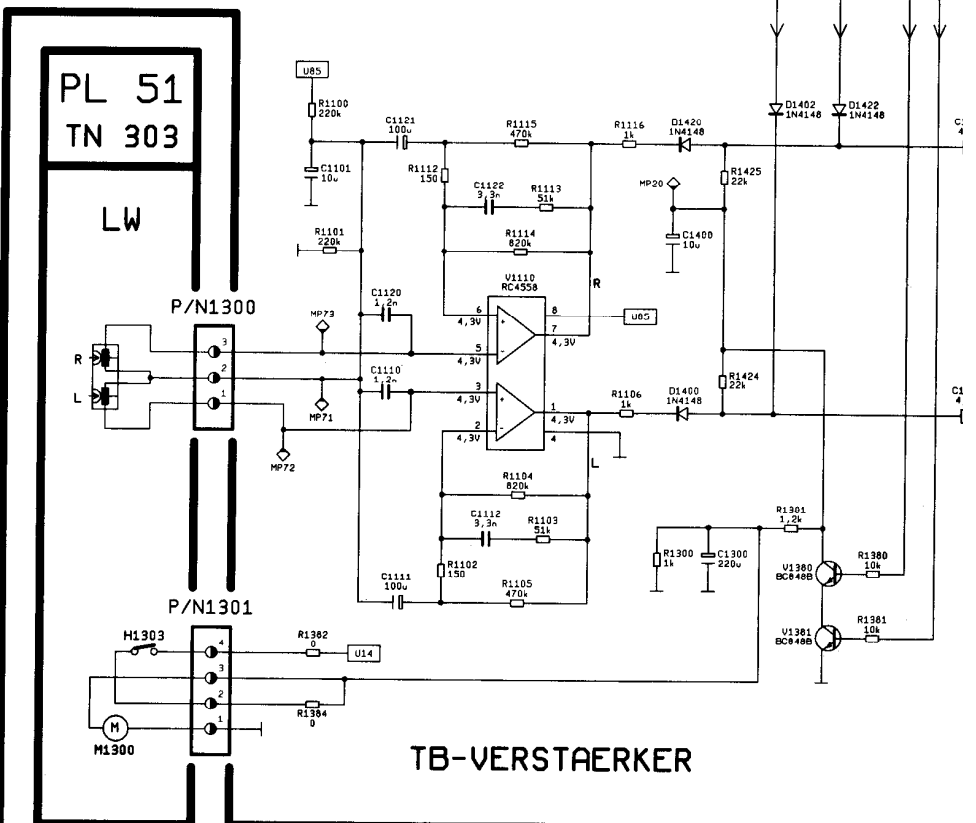 PL 51
TN 303
LW
U85
R1100
220k
C1101
10u
R1101
220k
C1121
100u
R1115
470k
R1112
150
C1122
3,3n
R1113
51k
R1114
820k
R1116
1k
D1420
1N4148
D1402
1N4148
D1422
1N4148
MP20
R1425
22k
C1400
10u
V1110
RC4558
R
P/N1300
R
L
3
2
1
MP73
MP71
MP72
C1120
1,2n
C1110
1,2n
6
4,3V
5
4,3V
3
4,3V
2
4,3V
+
-
+
-
8
7
4,3V
1
4,3V
4
U85
R1106
1k
D1400
1N4148
R1424
22k
L
R1104
820k
C1112
3,3n
R1103
51k
R1102
150
C1111
100u
R1105
470k
R1301
1,2k
R1300
1k
C1300
220u
V1380
BC848B
R1380
10k
V1381
BC848B
R1381
10k
P/N1301
H1303
4
3
2
1
R1382
0
U14
R1384
0
M
M1300
TB-VERSTAERKER